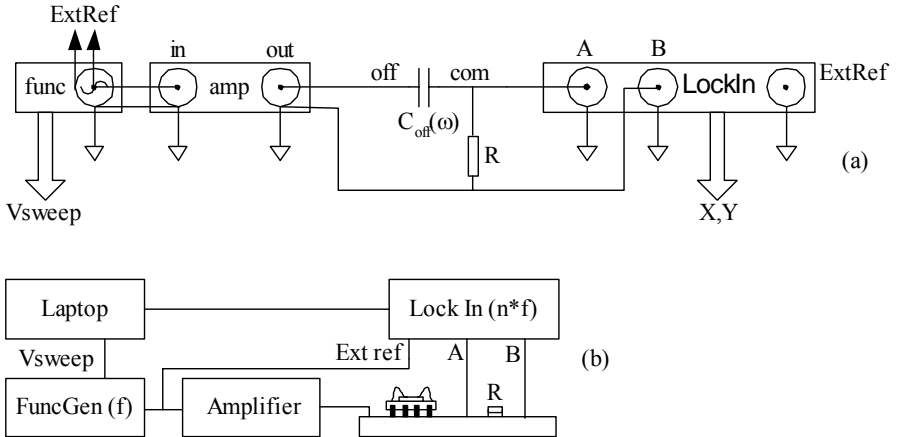 ExtRef
in
out
A
B
func
amp
off
com
LockIn
ExtRef
C_off(ω)
R
(a)
Vsweep
X,Y
Laptop
Lock In (n*f)
Vsweep
Ext ref
A
B
(b)
FuncGen (f)
Amplifier
R